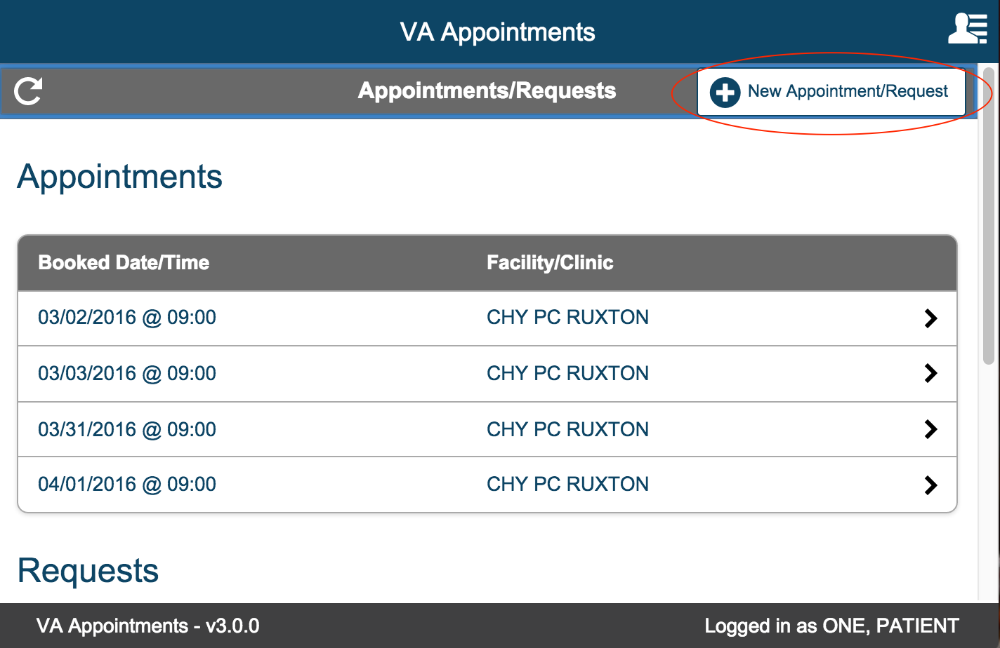 VA Appointments
Appointments/Requests
New Appointment/Request
Appointments
Booked Date/Time Facility/Clinic
03/02/2016 @ 09:00 CHY PC RUXTON
03/03/2016 @ 09:00 CHY PC RUXTON
03/31/2016 @ 09:00 CHY PC RUXTON
04/01/2016 @ 09:00 CHY PC RUXTON
Requests
VA Appointments - v3.0.0 Logged in as ONE, PATIENT